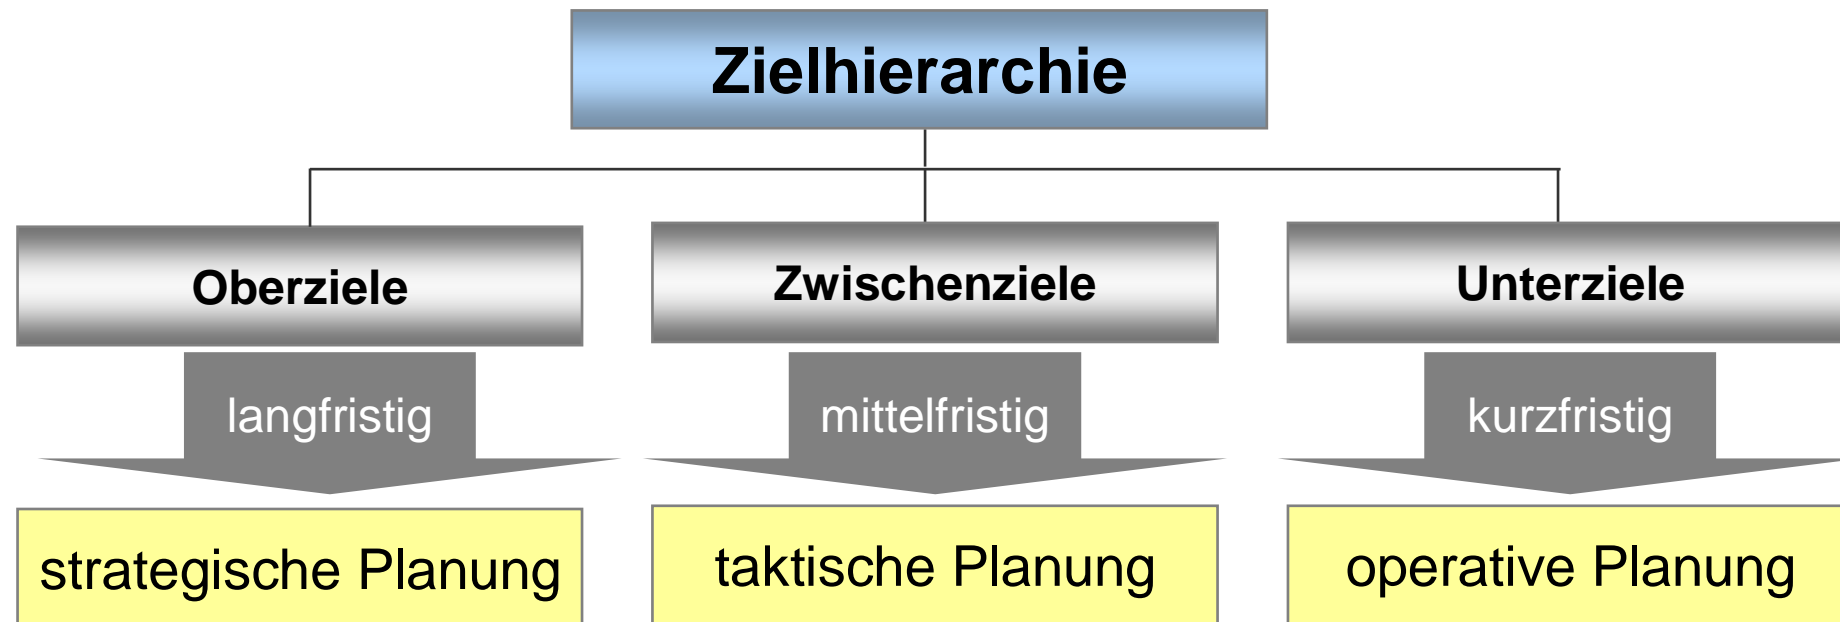 Zielhierarchie
Oberziele
Zwischenziele
Unterziele
langfristig
mittelfristig
kurzfristig
strategische Planung
taktische Planung
operative Planung